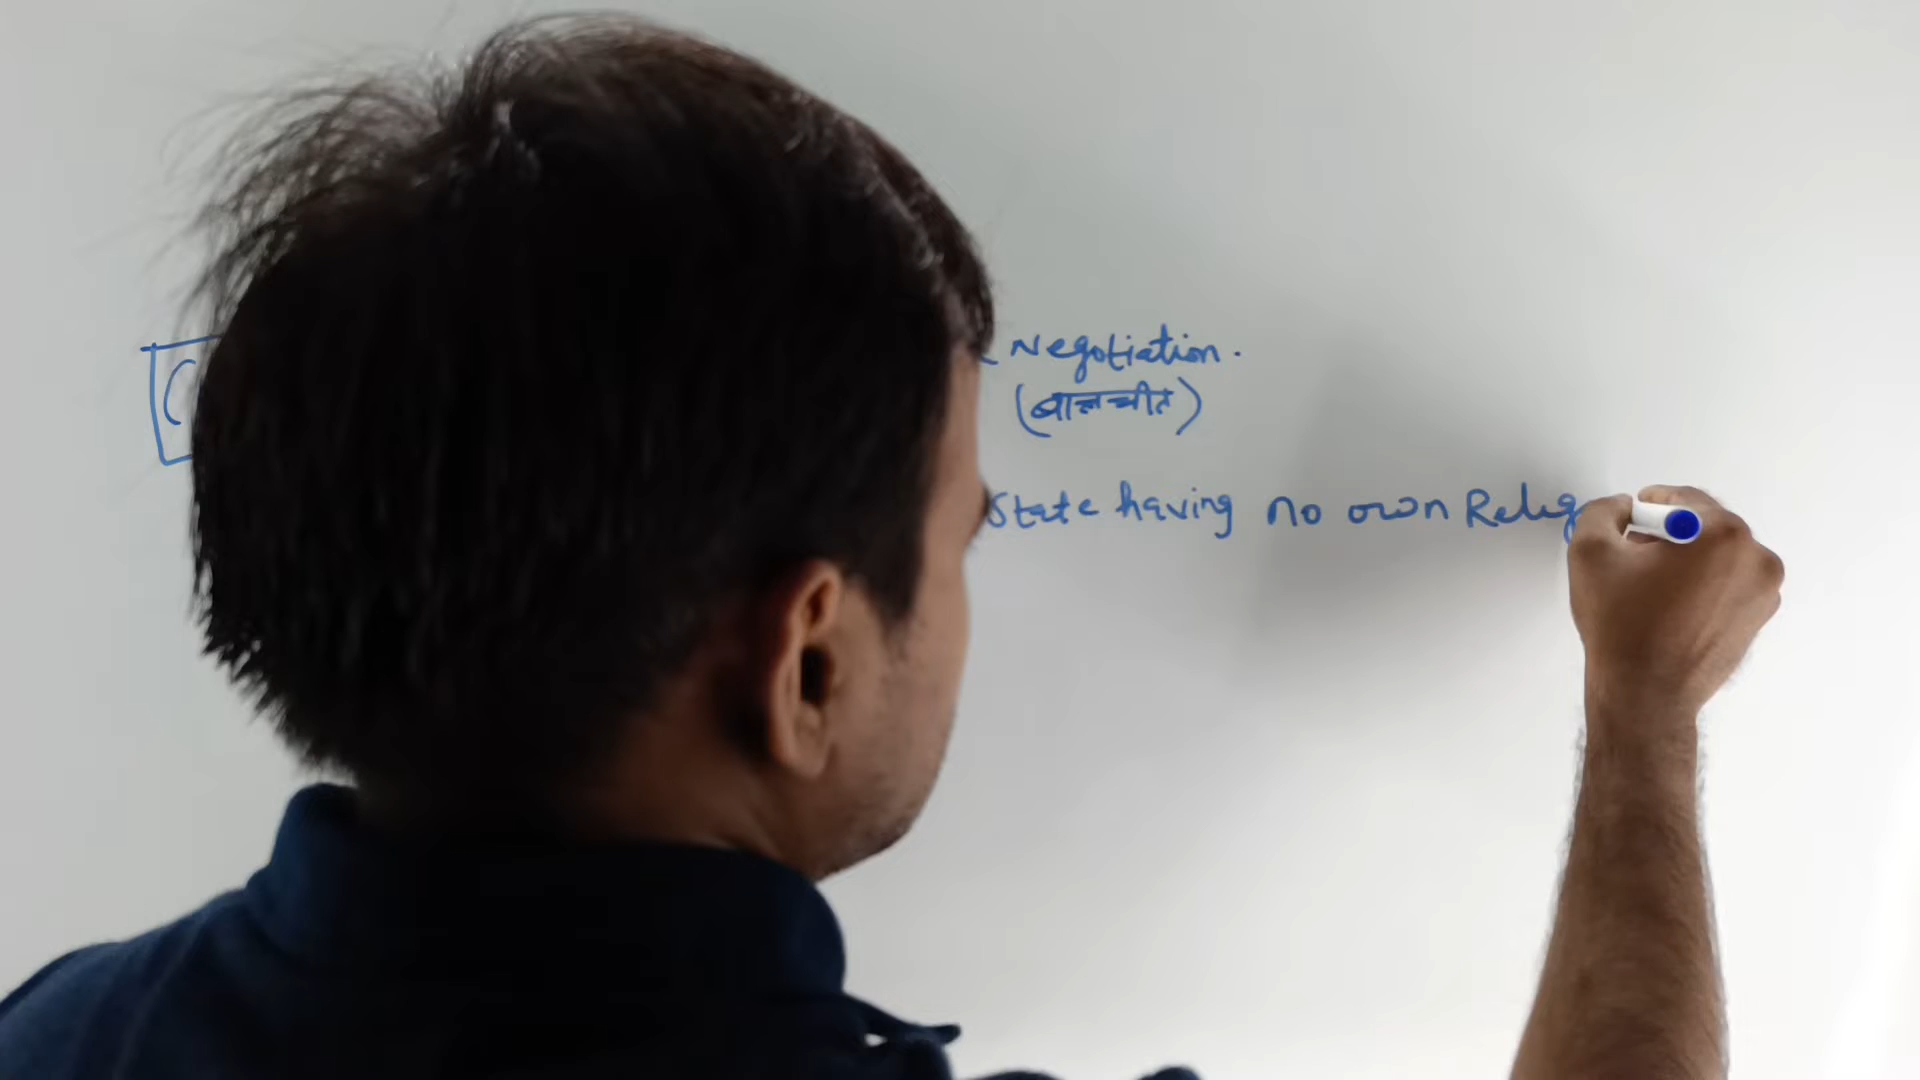 C
Negotiation.
(बातचीत)
State having no own Relig